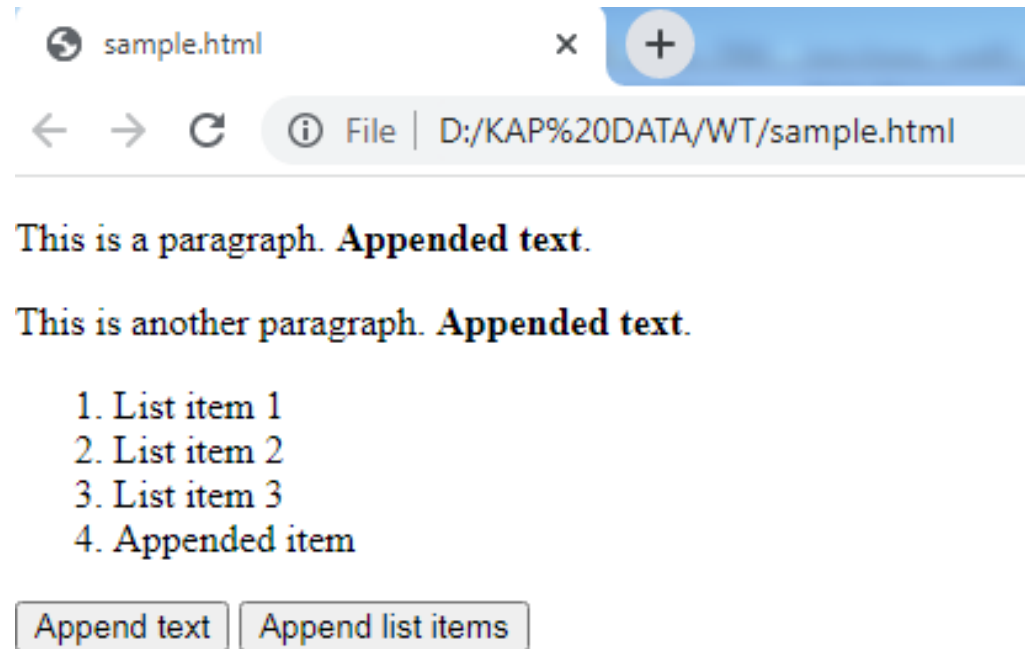 sample.html
File | D:/KAP%20DATA/WT/sample.html
This is a paragraph. Appended text.
This is another paragraph. Appended text.
1. List item 1
2. List item 2
3. List item 3
4. Appended item
Append text Append list items